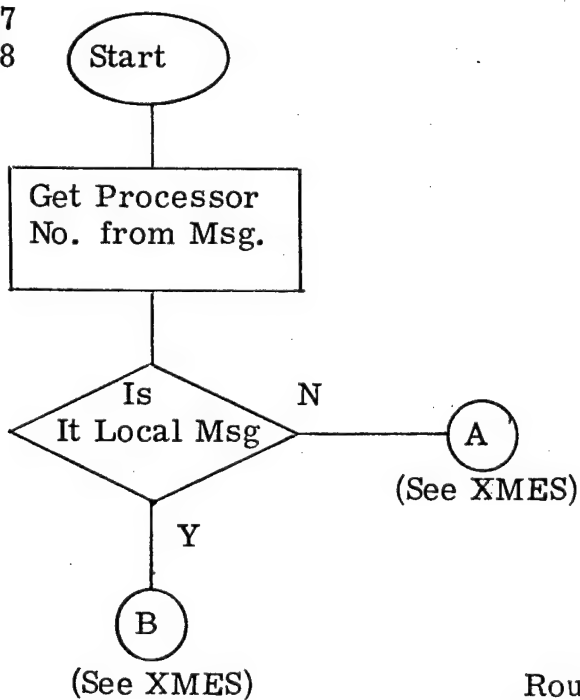 7
8
Start
Get Processor
No. from Msg.
Is
It Local Msg
N
A
(See XMES)
Y
B
(See XMES)